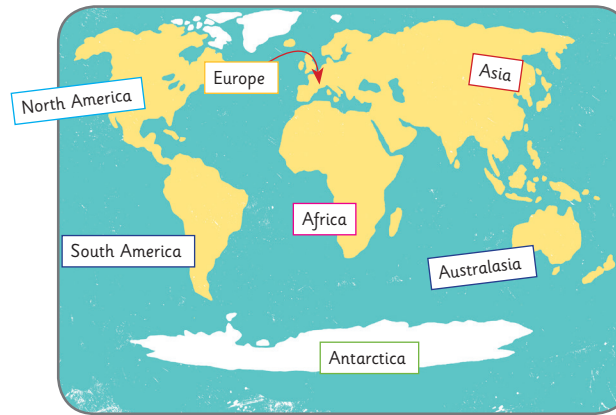 Asia
Europe
North America
Africa
South America
Australasia
Antarctica